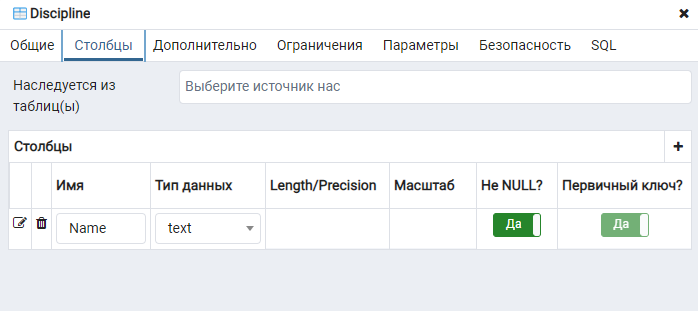 Discipline
Общие Столбцы Дополнительно Ограничения Параметры Безопасность SQL
Наследуется из
таблиц(ы)
Выберите источник нас
Столбцы
Имя Тип данных Length/Precision Масштаб Не NULL? Первичный ключ?
Name text Да Да